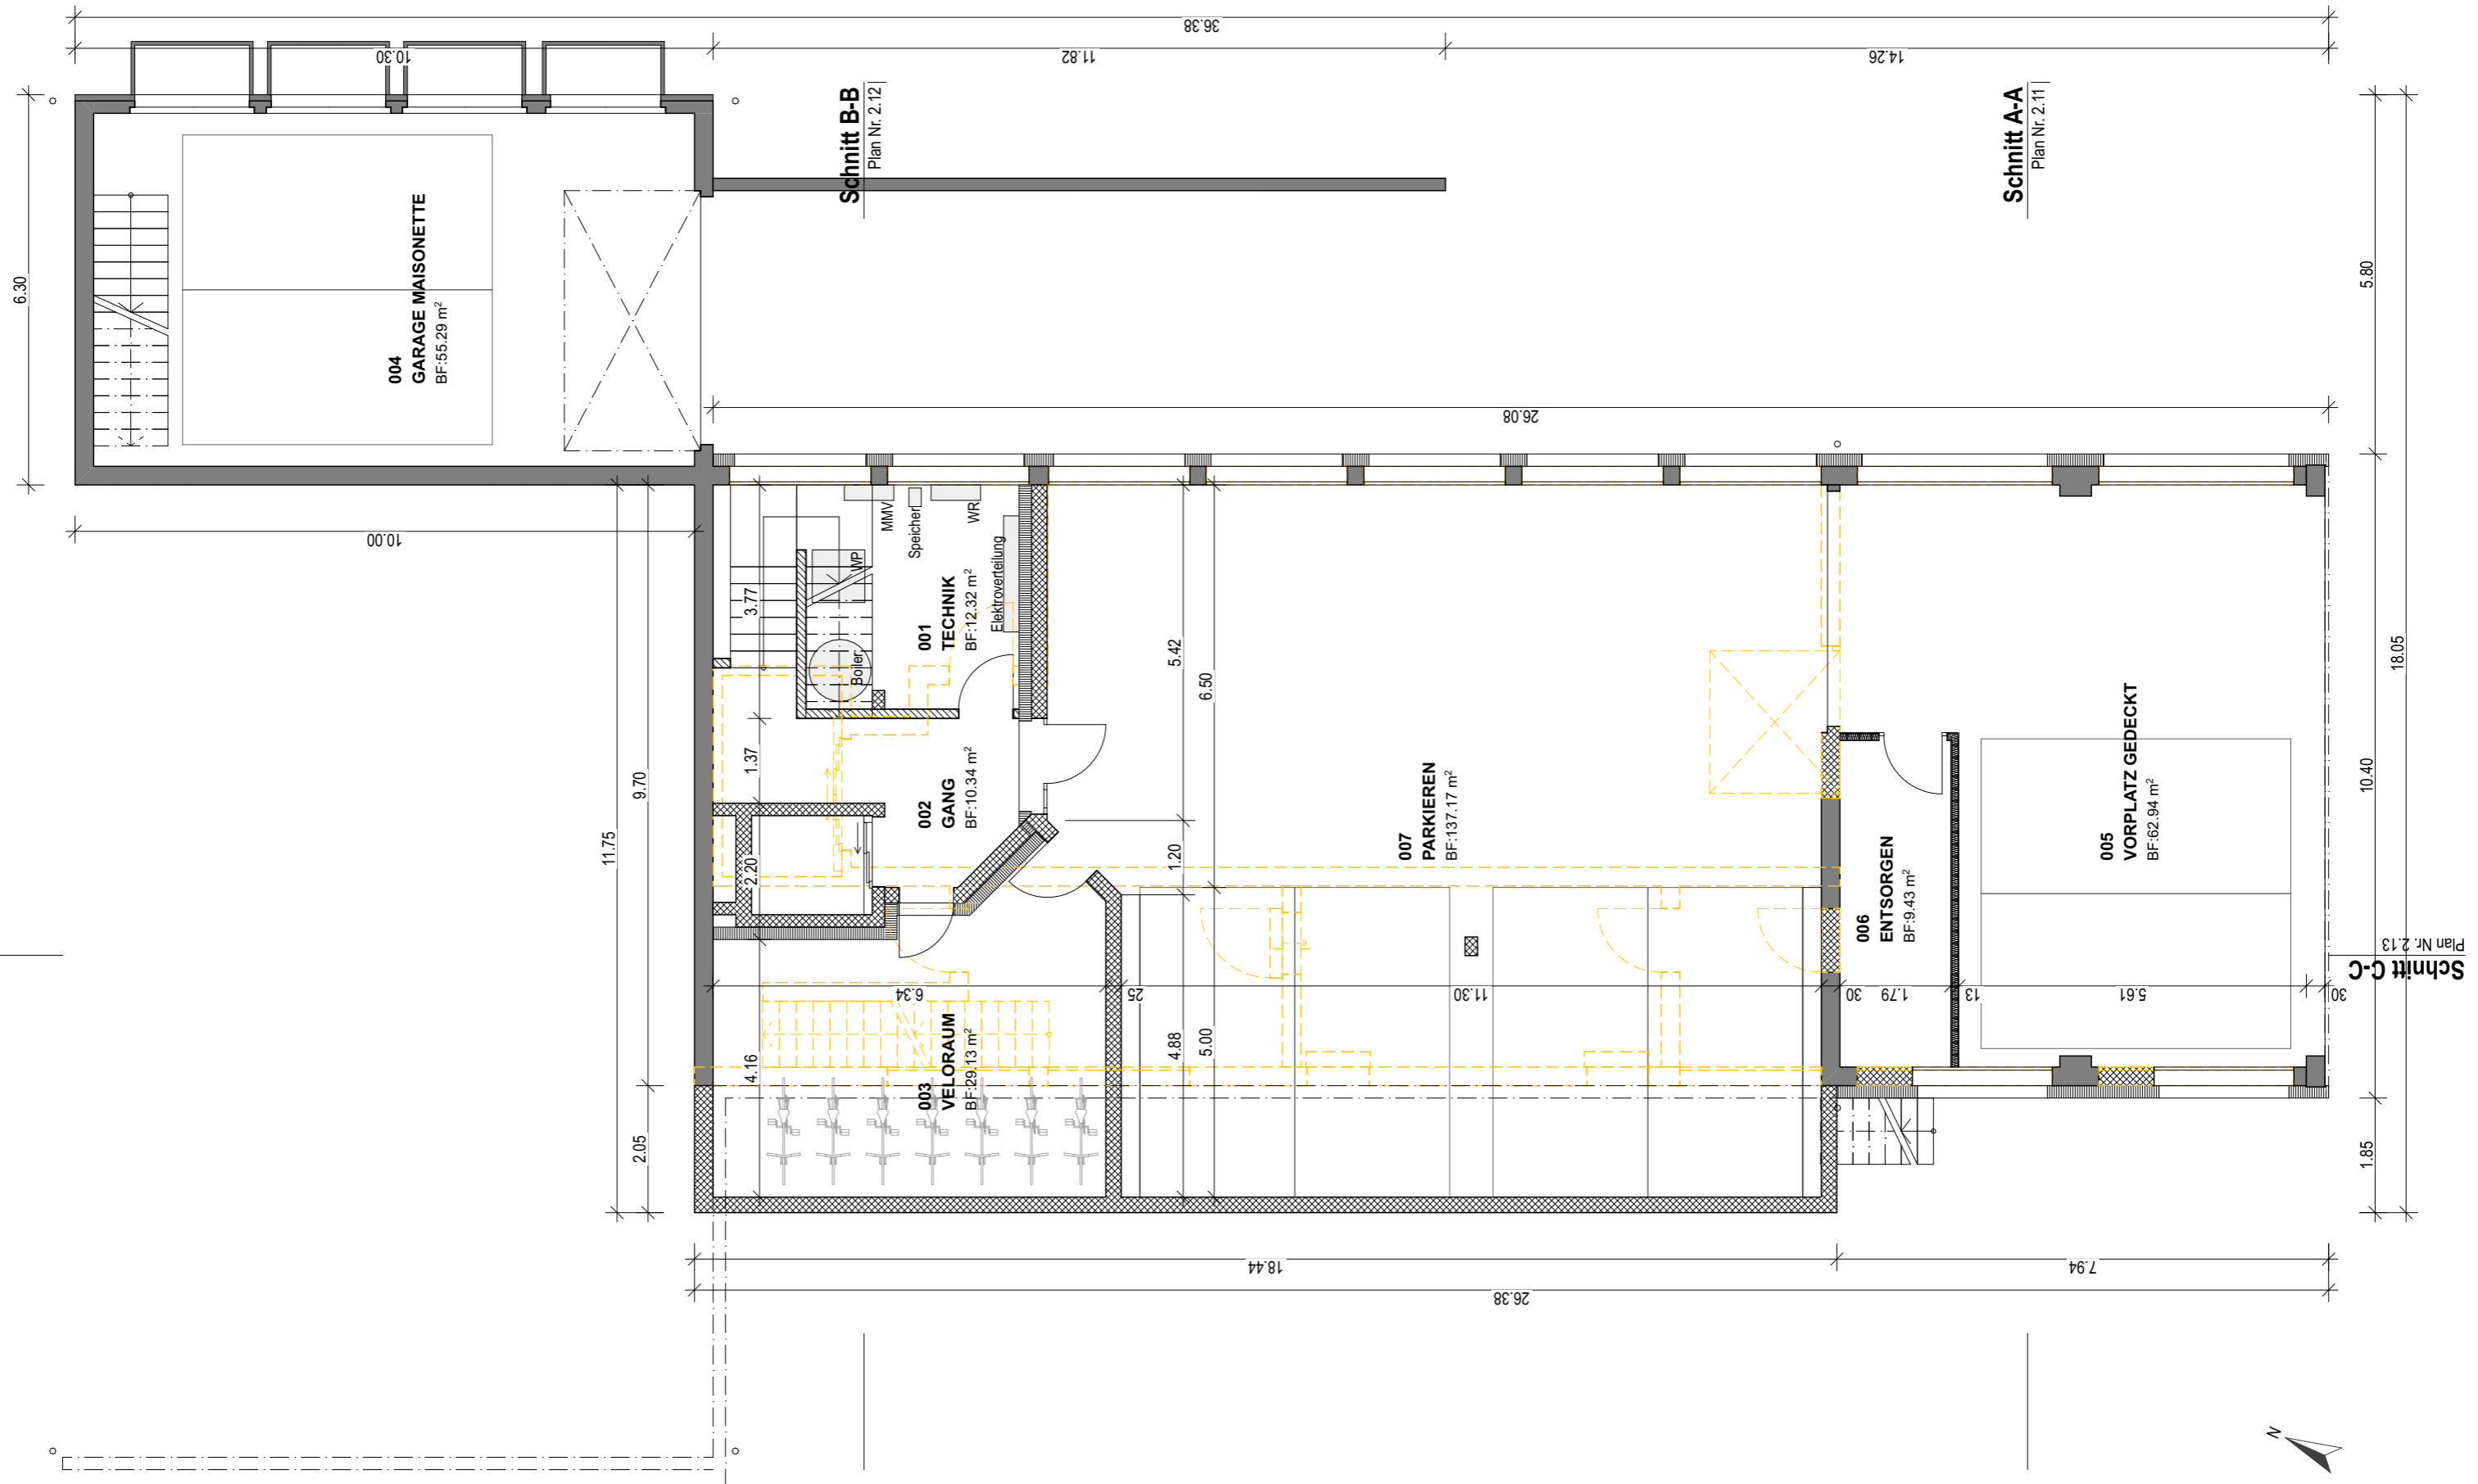 36.38
10.30
11.82
14.26
Schnitt B-B
Plan Nr. 2.12
Schnitt A-A
Plan Nr. 2.11
6.30
004
GARAGE MAISONETTE
BF:55.29 m²
5.80
26.08
10.00
MMV
Speicher
WR
WP
Elektroverteilung
Boiler
001
TECHNIK
BF:12.32 m²
3.77
5.42
6.50
18.05
1.37
9.70
11.75
002
GANG
BF:10.34 m²
007
PARKIEREN
BF:137.17 m²
005
VORPLATZ GEDECKT
BF:62.94 m²
10.40
2.20
1.20
006
ENTSORGEN
BF:9.43 m²
Plan Nr. 2.13
Schnitt C-C
6.34
25
11.30
30
1.79
13
5.61
30
4.16
003
VELORAUM
BF:29.13 m²
4.88
5.00
2.05
1.85
18.44
7.94
26.38
N